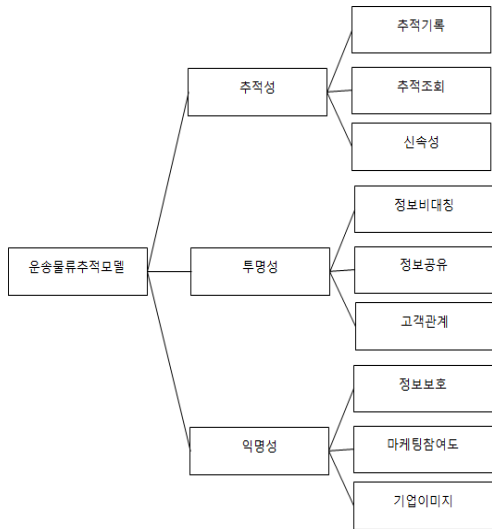 운송물류추적모델
추적성
추적기록
추적조회
신속성
투명성
정보비대칭
정보공유
고객관계
익명성
정보보호
마케팅참여도
기업이미지